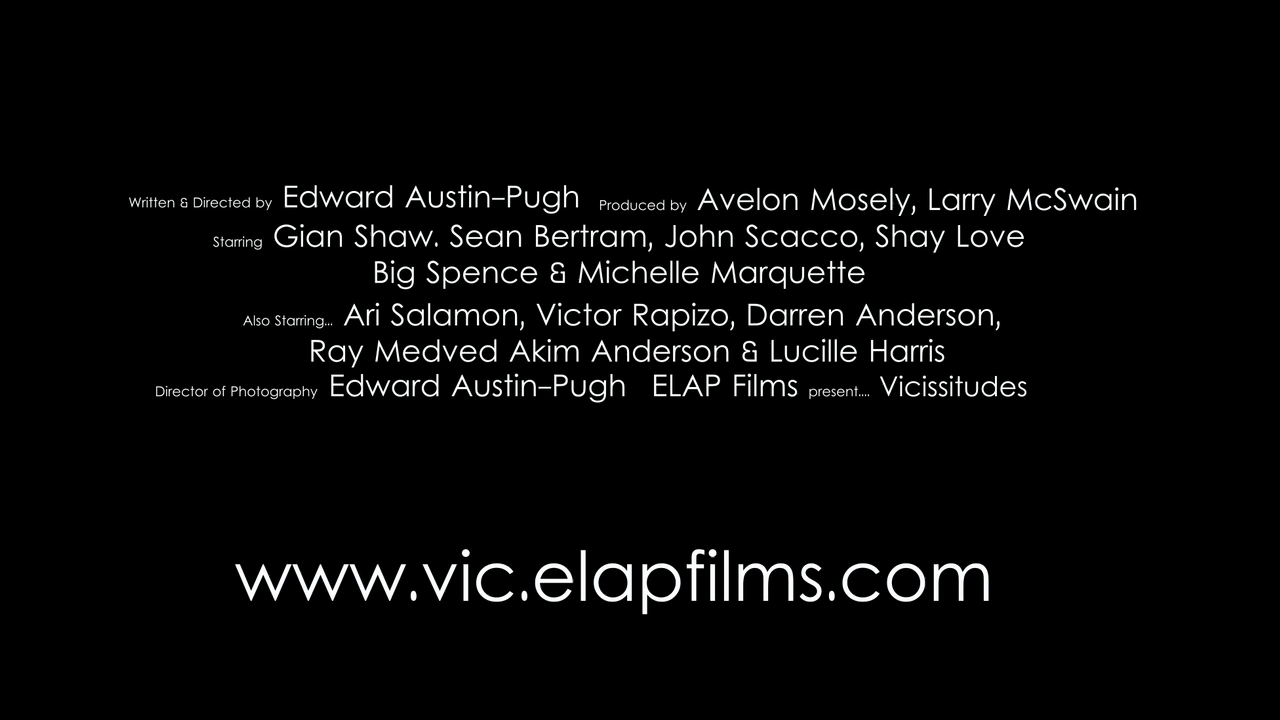 Written & Directed by Edward Austin-Pugh Produced by Avelon Mosely, Larry McSwain
Starring Gian Shaw. Sean Bertram, John Scacco, Shay Love
Big Spence & Michelle Marquette
Also Starring... Ari Salamon, Victor Rapizo, Darren Anderson,
Ray Medved Akim Anderson & Lucille Harris
Director of Photography Edward Austin-Pugh ELAP Films present.... Vicissitudes
www.vic.elapfilms.com